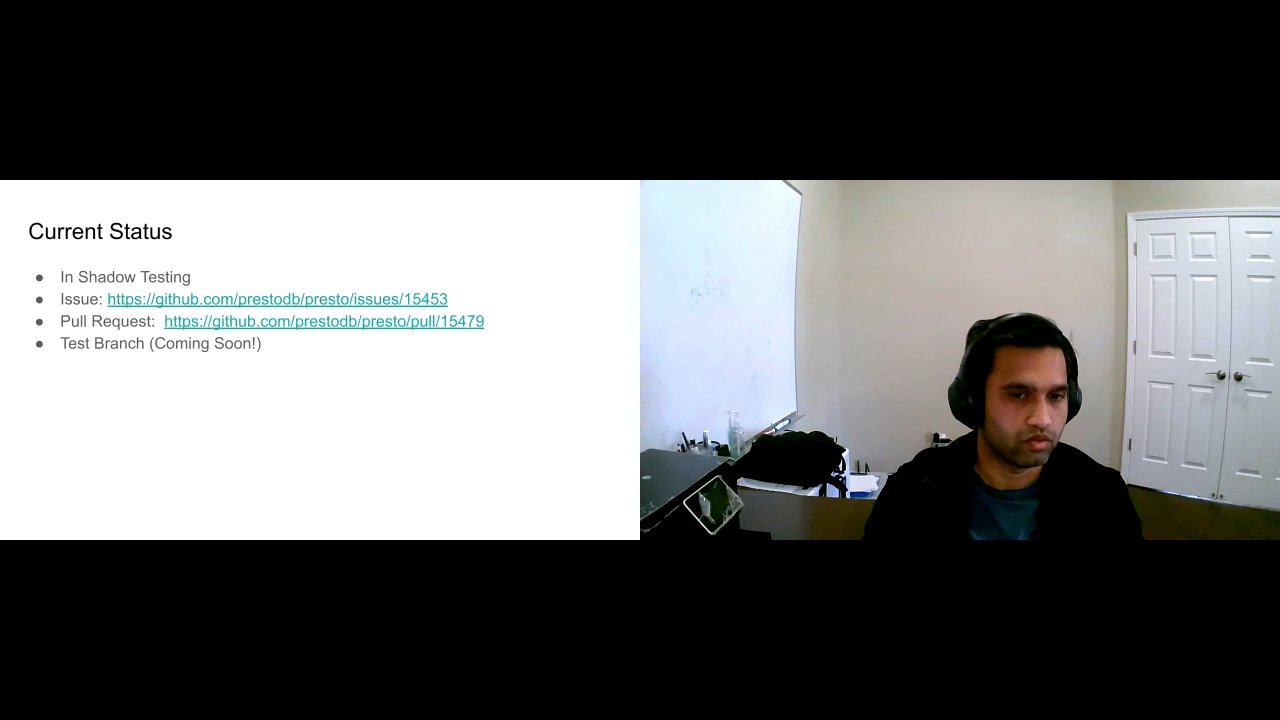 Current Status
● In Shadow Testing
● Issue: https://github.com/prestodb/presto/issues/15453
● Pull Request: https://github.com/prestodb/presto/pull/15479
● Test Branch (Coming Soon!)